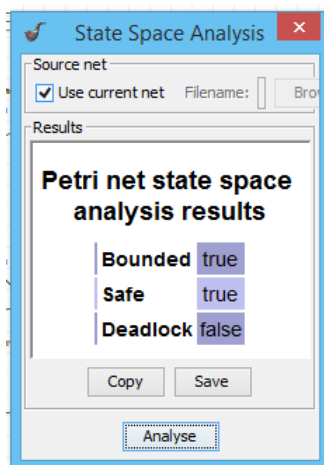 State Space Analysis
Source net
Use current net Filename: Bro
Results
Petri net state space
analysis results
Bounded true
Safe true
Deadlock false
Copy Save
Analyse